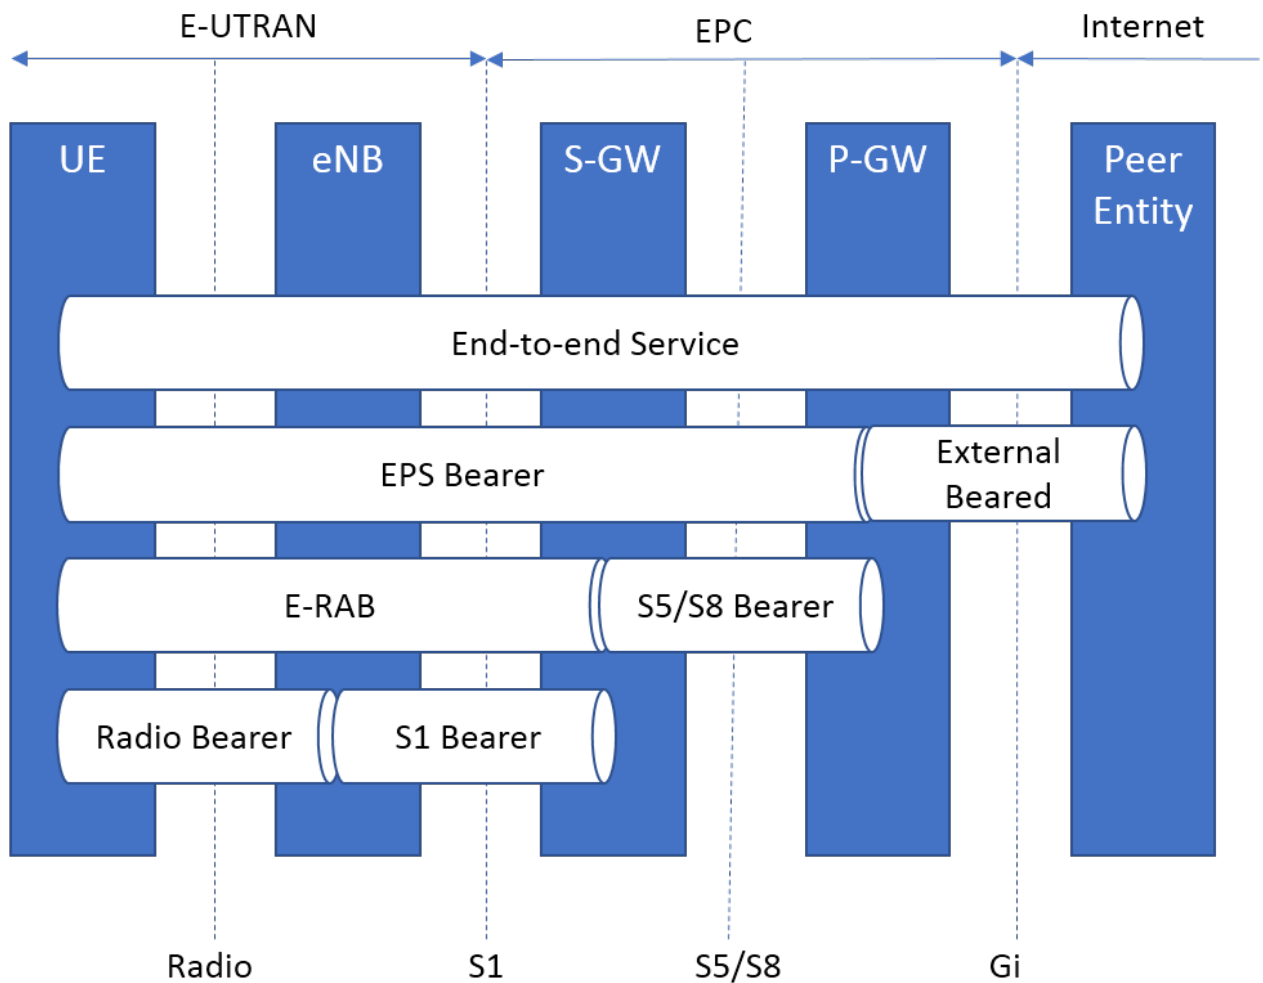 E-UTRAN
EPC
Internet
UE
eNB
S-GW
P-GW
Peer
Entity
End-to-end Service
EPS Bearer
External
Beared
E-RAB
S5/S8 Bearer
Radio Bearer
S1 Bearer
Radio
S1
S5/S8
Gi